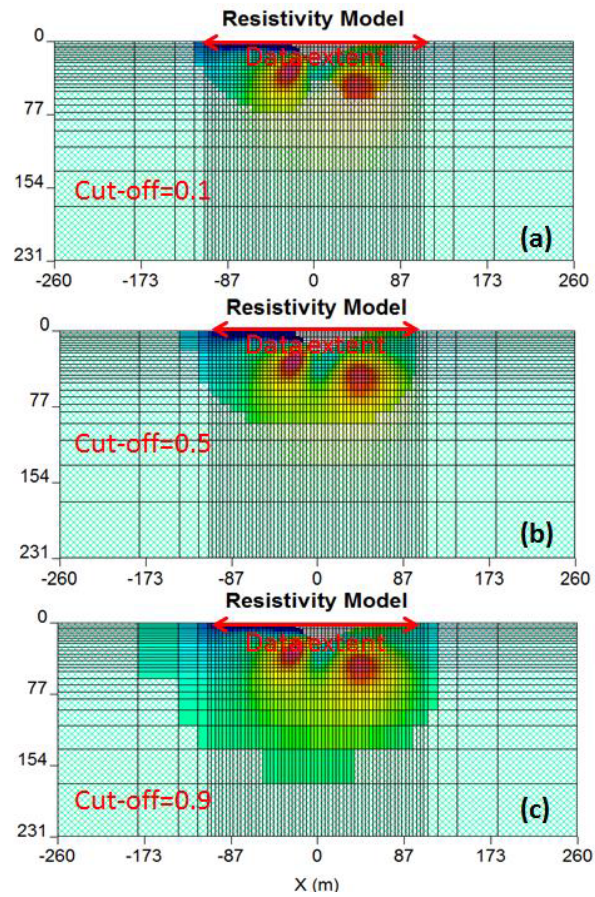 Resistivity Model
Data extent
0
77
154
231
Cut-off=0.1
(a)
-260 -173 -87 0 87 173 260
Resistivity Model
Data extent
0
77
154
231
Cut-off=0.5
(b)
-260 -173 -87 0 87 173 260
Resistivity Model
Data extent
0
77
154
231
Cut-off=0.9
(c)
-260 -173 -87 0 87 173 260
X (m)